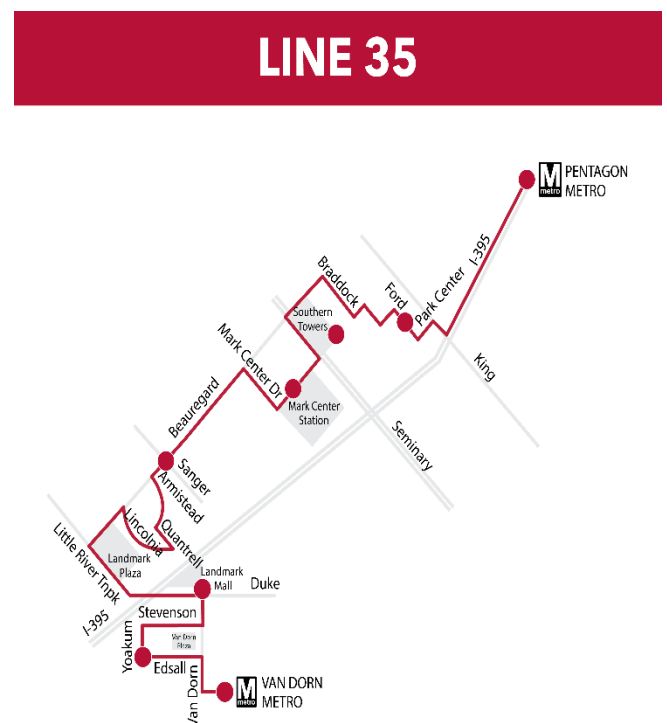 LINE 35
M
metro
PENTAGON
METRO
I-395
Braddock
Ford
Park Center
Southern
Towers
King
Mark Center Dr
Mark Center
Station
Beauregard
Seminary
Sanger
Armistead
Lincolnia
Quantrell
Landmark
Plaza
Little River Tnpk
Landmark
Mall
Duke
I-395
Stevenson
Yoakum
Van Dorn
Plaza
Edsall
Van Dorn
M
metro
VAN DORN
METRO